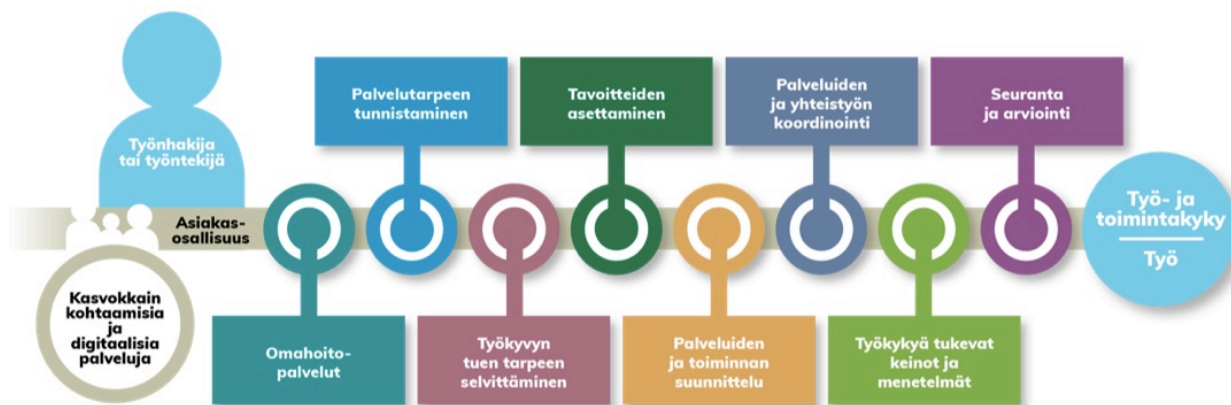 Työnhakija
tai työntekijä
Asiakas-
osallisuus
Kasvokkain
kohtaamisia
ja
digitaalisia
palveluja
Omahoito-
palvelut
Palvelutarpeen
tunnistaminen
Työkyvyn
tuen tarpeen
selvittäminen
Tavoitteiden
asettaminen
Palveluiden
ja toiminnan
suunnittelu
Palveluiden
ja yhteistyön
koordinointi
Työkykyä tukevat
keinot ja
menetelmät
Seuranta
ja arviointi
Työ- ja
toimintakyky
Työ